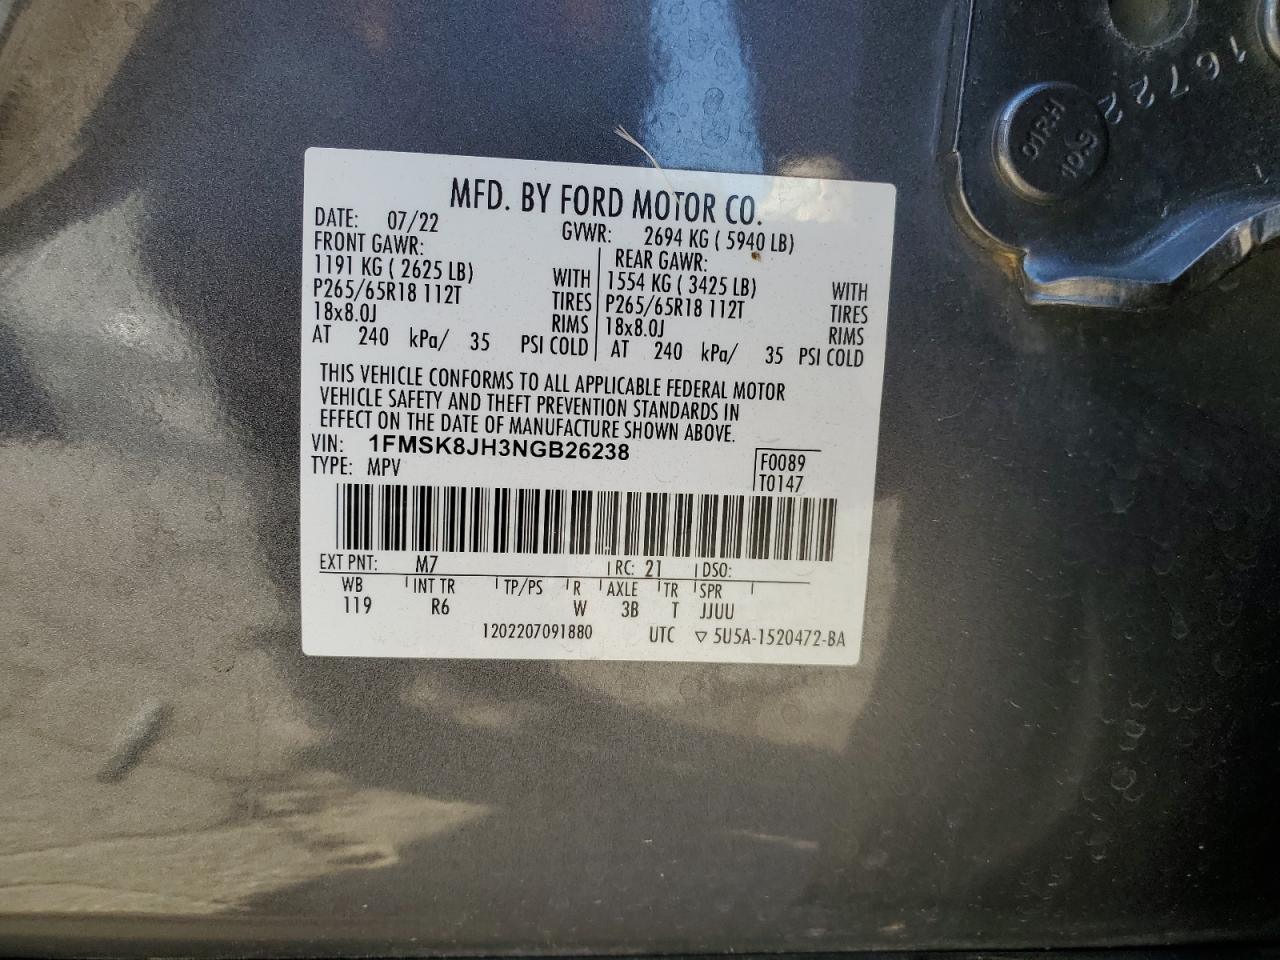 MFD. BY FORD MOTOR CO.
DATE: 07/22 GVWR: 2694 KG ( 5940 LB)
FRONT GAWR: REAR GAWR:
1191 KG ( 2625 LB) WITH 1554 KG ( 3425 LB) WITH
P265/65R18 112T TIRES P265/65R18 112T TIRES
18x8.0J RIMS 18x8.0J RIMS
AT 240 kPa/ 35 PSI COLD AT 240 kPa/ 35 PSI COLD
THIS VEHICLE CONFORMS TO ALL APPLICABLE FEDERAL MOTOR
VEHICLE SAFETY AND THEFT PREVENTION STANDARDS IN
EFFECT ON THE DATE OF MANUFACTURE SHOWN ABOVE.
VIN: 1FMSK8JH3NGB26238
TYPE: MPV
F0089
T0147
EXT PNT: M7 RC: 21 DSO:
WB INT TR TP/PS R AXLE TR SPR
119 R6 W 3B T JJUU
1202207091880 UTC ▽ 5U5A-1520472-BA
16722
01RH
10.9